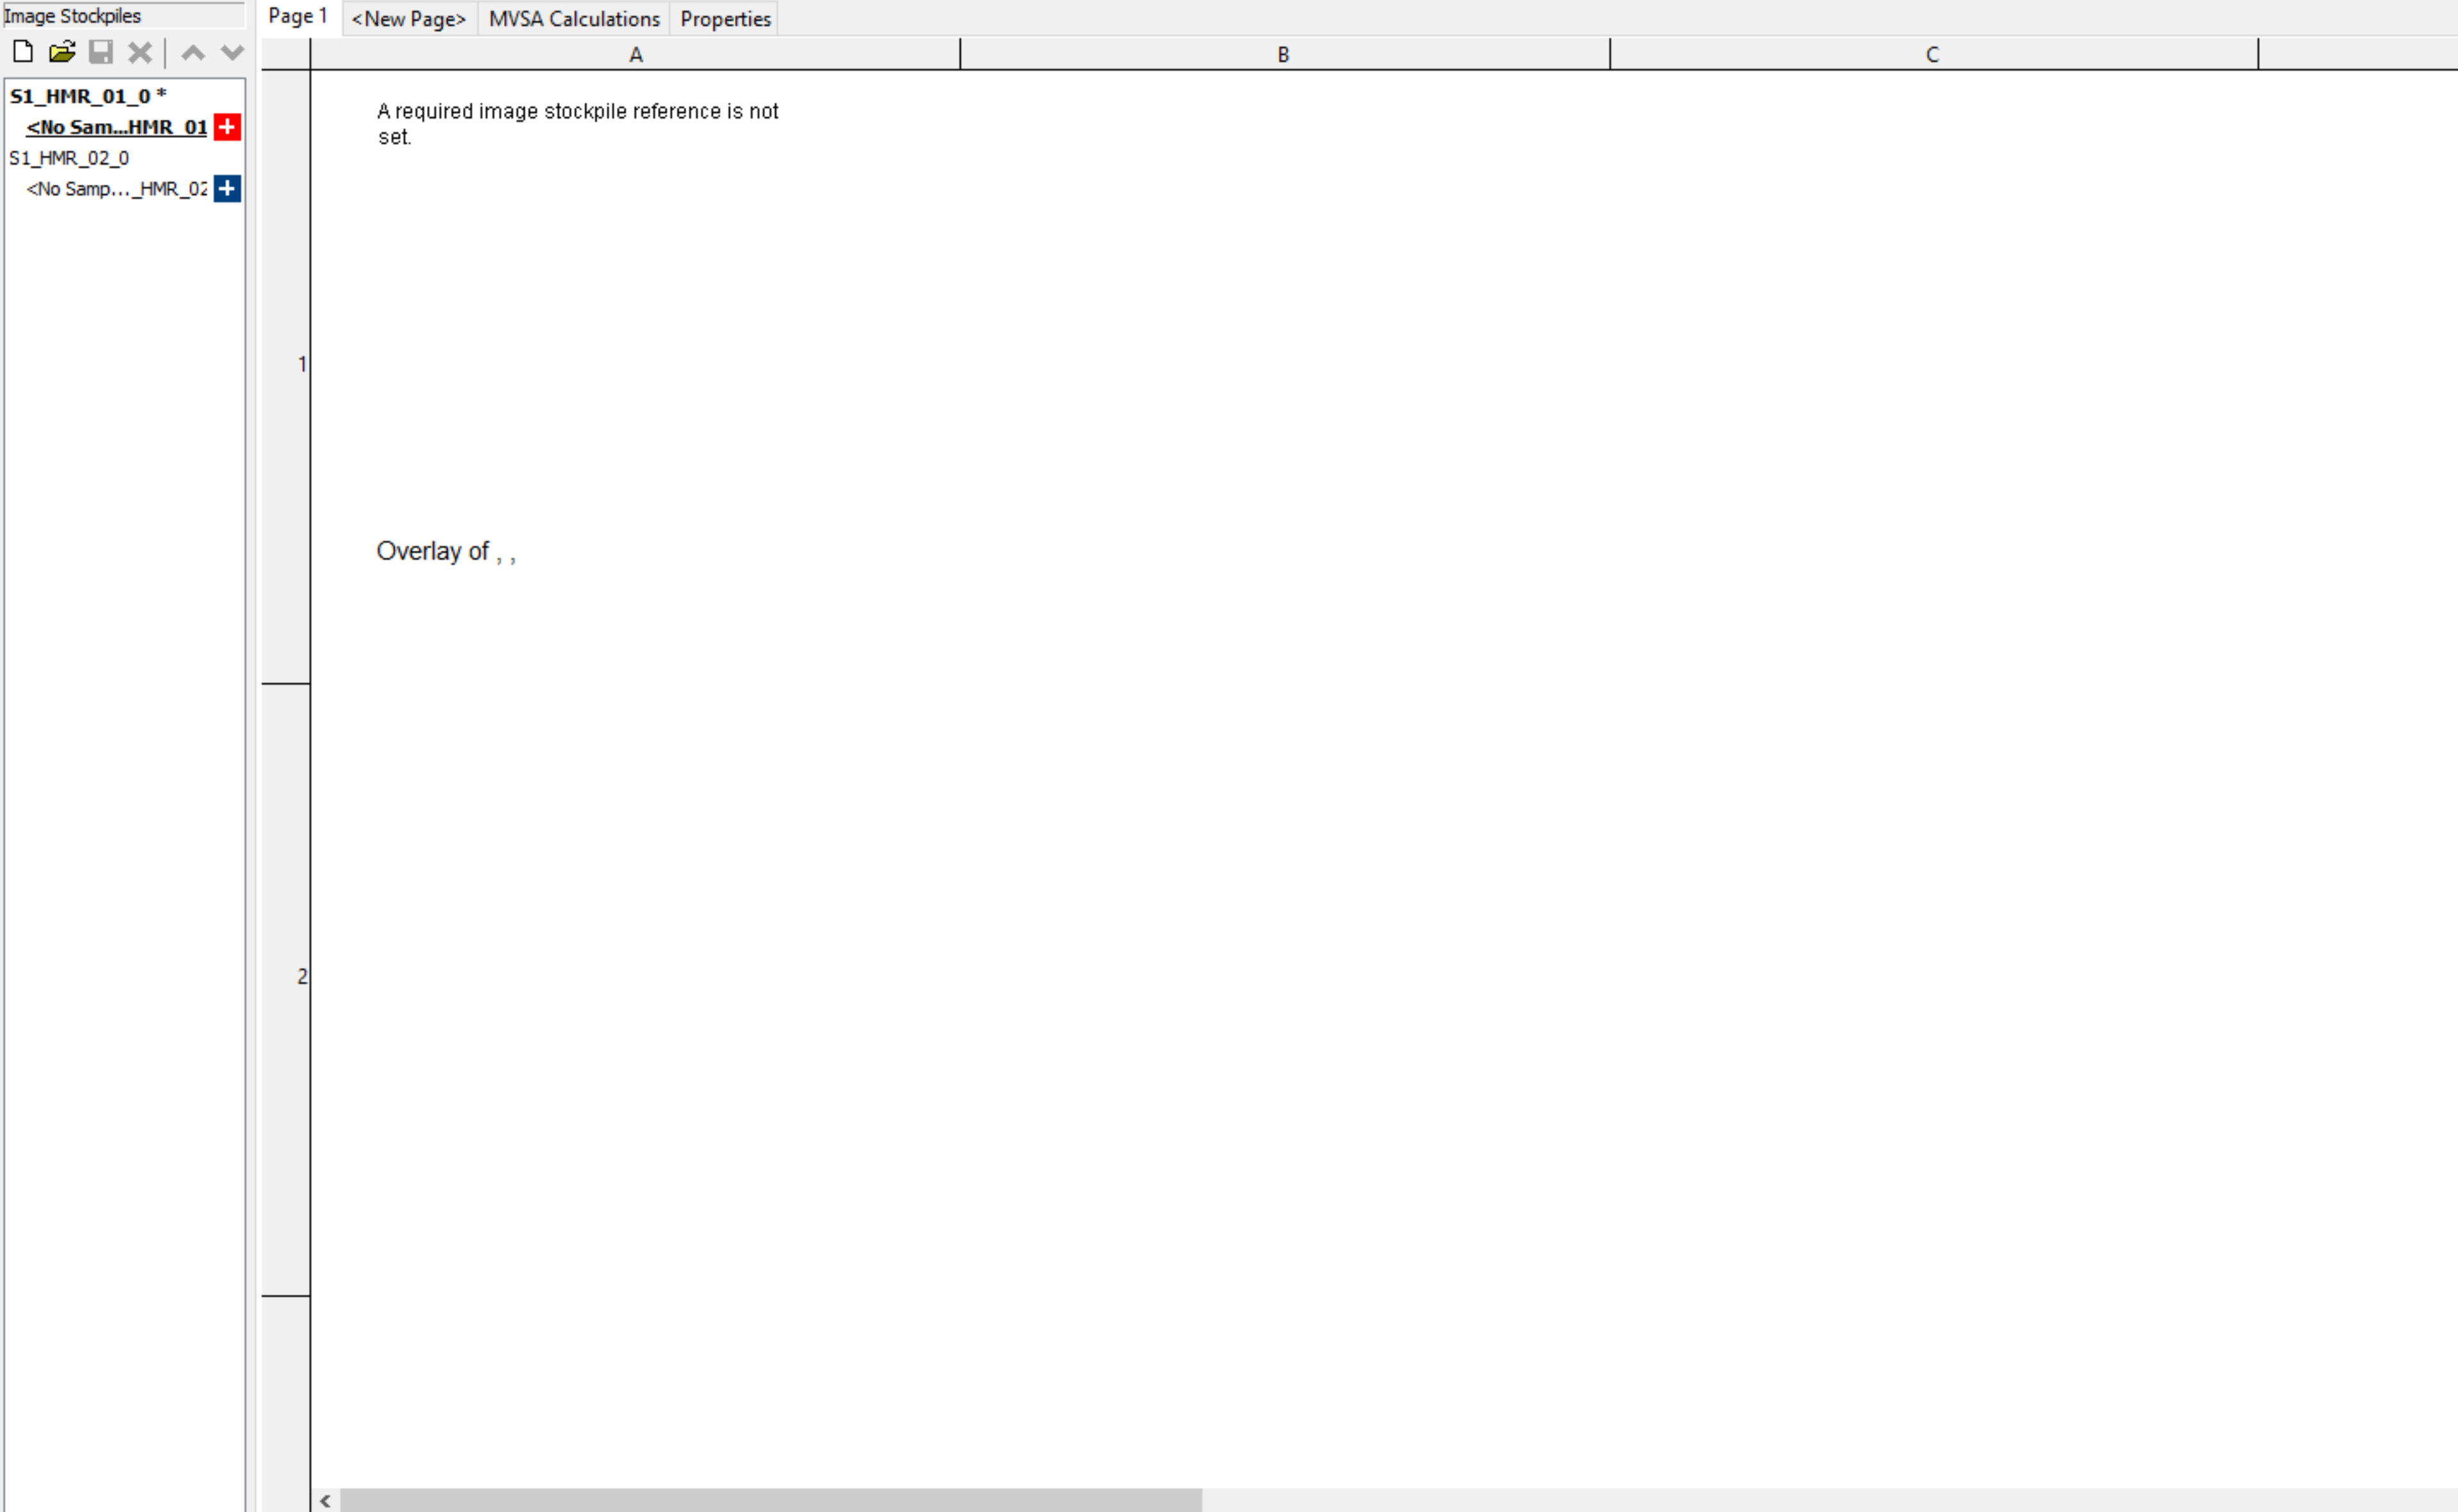 Image Stockpiles
Page 1 <New Page> MVSA Calculations Properties
A B C
S1_HMR_01_0 *
<No Sam...HMR_01
S1_HMR_02_0
<No Samp..._HMR_02
A required image stockpile reference is not
set.
1
Overlay of , ,
2